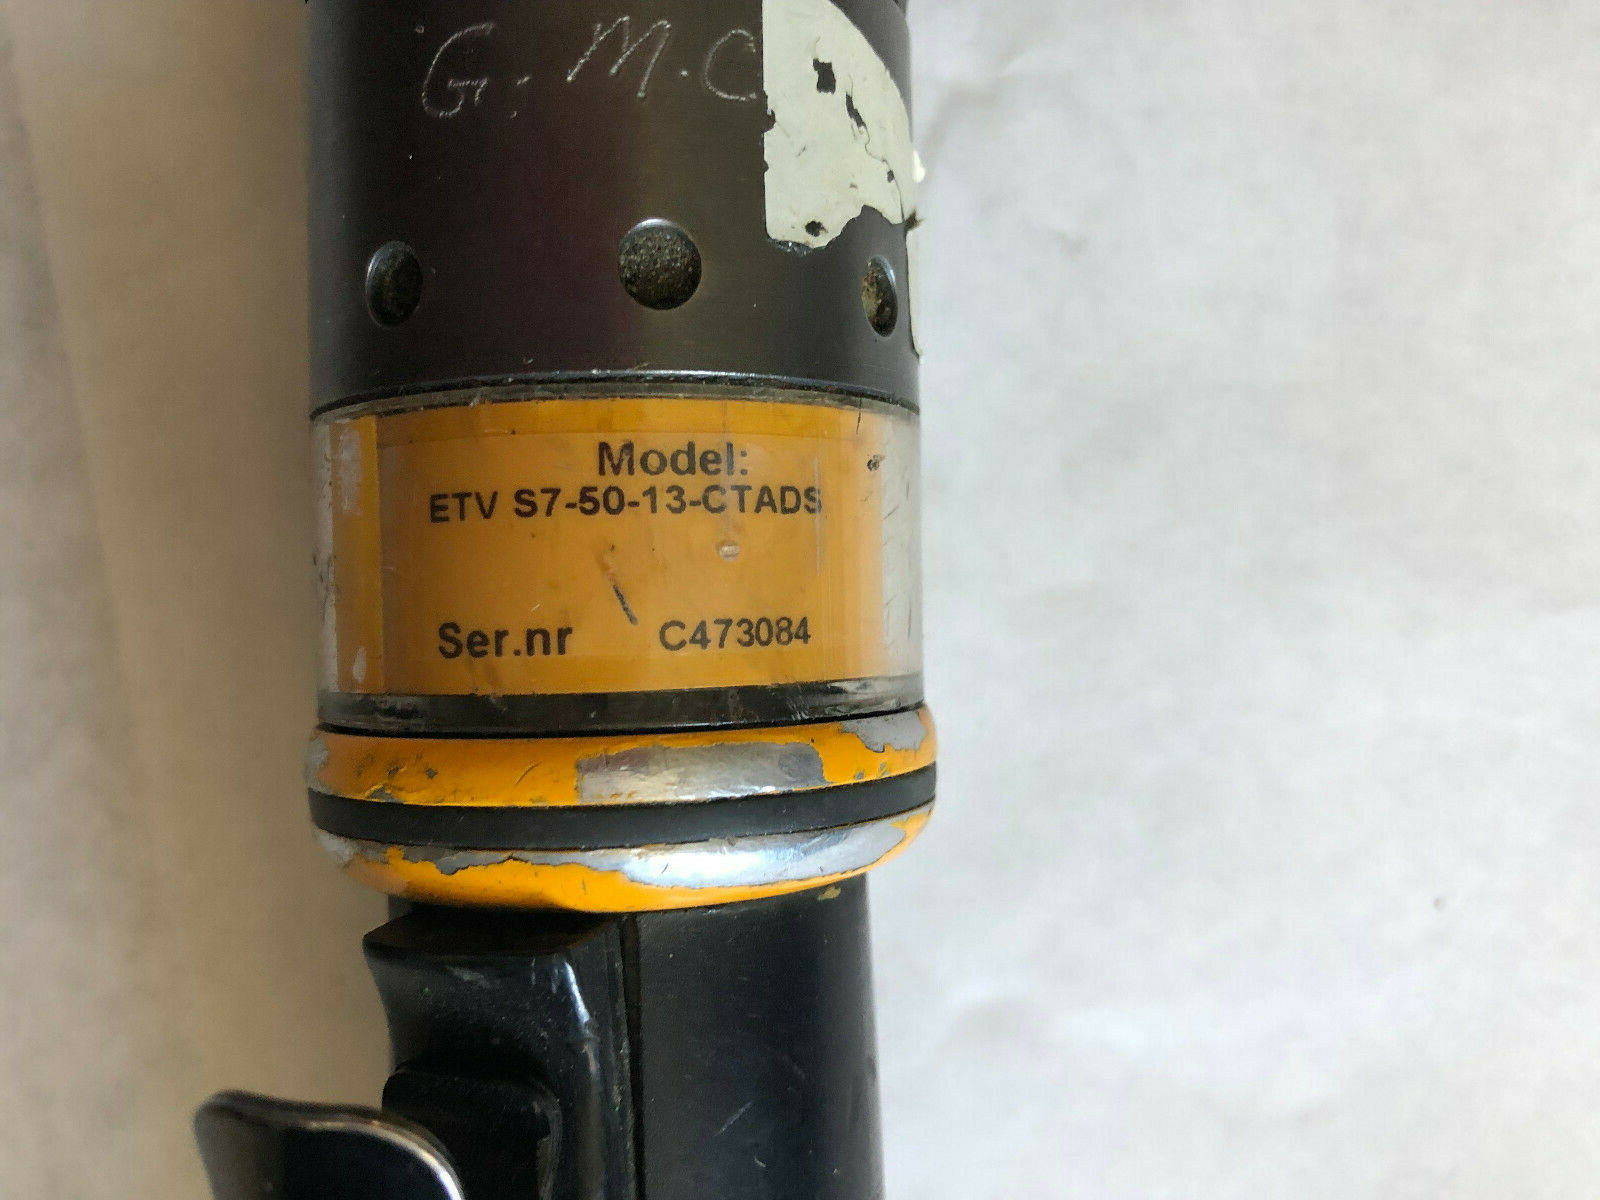 G.M.C
Model:
ETV S7-50-13-CTADS
Ser.nr C473084